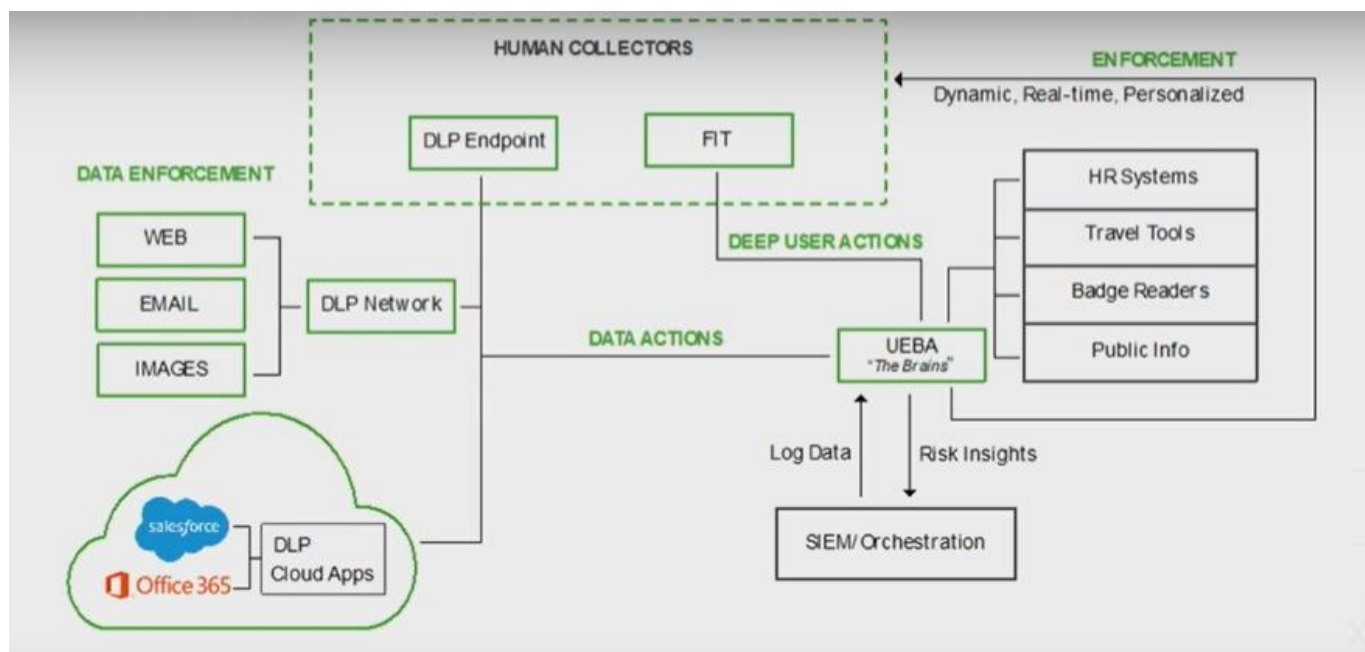 HUMAN COLLECTORS
ENFORCEMENT
Dynamic, Real-time, Personalized
DLP Endpoint
FIT
DATA ENFORCEMENT
HR Systems
WEB
Travel Tools
DEEP USER ACTIONS
EMAIL
DLP Network
Badge Readers
DATA ACTIONS
UEBA
"The Brains"
Public Info
IMAGES
Log Data
Risk Insights
salesforce
DLP
Cloud Apps
Office 365
SIEM/Orchestration